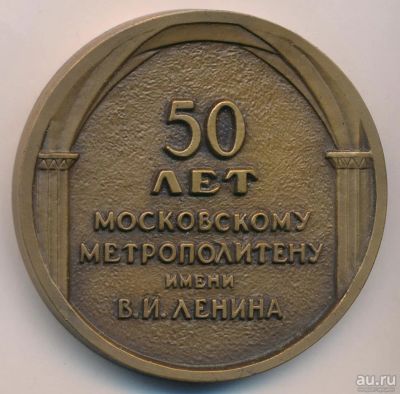 50
ЛЕТ
МОСКОВСКОМУ
МЕТРОПОЛИТЕНУ
ИМЕНИ
В.И. ЛЕНИНА
au.ru